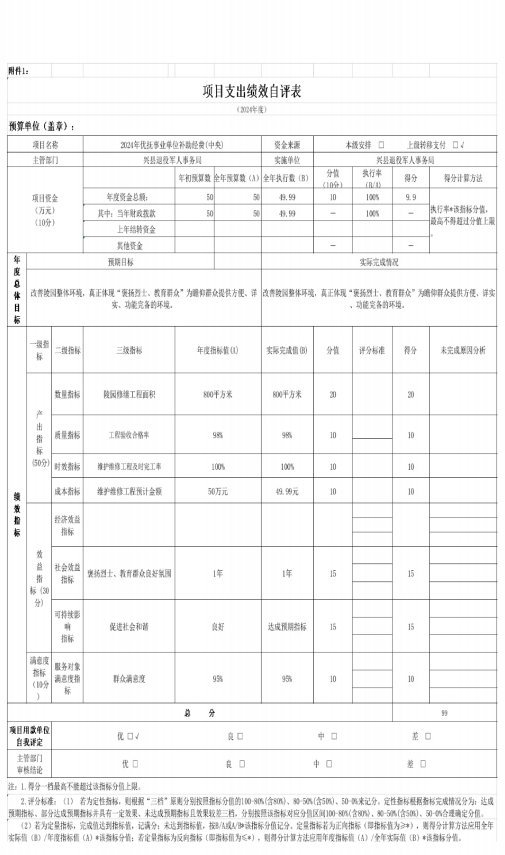 附件1:
项目支出绩效自评表
（2024年度）
预算单位（盖章）：
项目名称 2024年优抚事业单位补助经费(中央) 资金来源 本级安排 □ 上级转移支付 □√
主管部门 兴县退役军人事务局 实施单位 兴县退役军人事务局
项目资金（万元）（10分） 年初预算数 全年预算数（A） 全年执行数（B） 分值（10分） 执行率（B/A） 得分 得分计算方法
年度资金总额： 50 50 49.99 10 100% 9.9 执行率*该指标分值，最高不得超过分值上限。
其中：当年财政拨款 50 50 49.99 － 100% －
上年结转资金
其他资金 － －
年度总体目标 预期目标 实际完成情况
改善陵园整体环境，真正体现“褒扬烈士、教育群众”为瞻仰群众提供方便、详实、功能完备的环境。 改善陵园整体环境，真正体现“褒扬烈士、教育群众”为瞻仰群众提供方便、详实、功能完备的环境。
绩效指标 一级指标 二级指标 三级指标 年度指标值(A) 实际完成值(B) 分值 评分标准 得分 未完成原因分析
产出指标(50分) 数量指标 陵园修缮工程面积 800平方米 800平方米 20 20
质量指标 工程验收合格率 98% 98% 10 10
时效指标 维护维修工程及时完工率 100% 100% 10 10
成本指标 维护维修工程预计金额 50万元 49.99元 10 10
效益指标（30分） 经济效益指标
社会效益指标 褒扬烈士、教育群众良好氛围 1年 1年 15 15
可持续影响指标 促进社会和谐 良好 达成预期指标 15 15
满意度指标（10分） 服务对象满意度指标 群众满意度 95% 95% 10 10
总 分 99
项目用款单位自我评定 优 □√ 良 □ 中 □ 差 □
主管部门审核结论 优 □ 良 □ 中 □ 差 □
注：1.得分一档最高不能超过该指标分值上限。
2.评分标准：（1） 若为定性指标，则根据“三档”原则分别按照指标分值的100-80%(含80%)、80-50%(含50%)、50-0%来记分。定性指标根据指标完成情况分为：达成
预期指标、部分达成预期指标并具有一定效果、未达成预期指标且效果较差三档，分别按照该指标对应分值区间100-80%(含80%)、80-50%(含50%)、50-0%合理确定分值。
（2）若为定量指标，完成值达到指标值，记满分；未达到指标值，按B/A或A/B*该指标分值记分。定量指标若为正向指标（即指标值为≥*），则得分计算方法应用全年
实际值（B）/年度指标值（A）*该指标分值；若定量指标为反向指标（即指标值为≤*），则得分计算方法应用年度指标值（A）/全年实际值（B）*该指标分值。